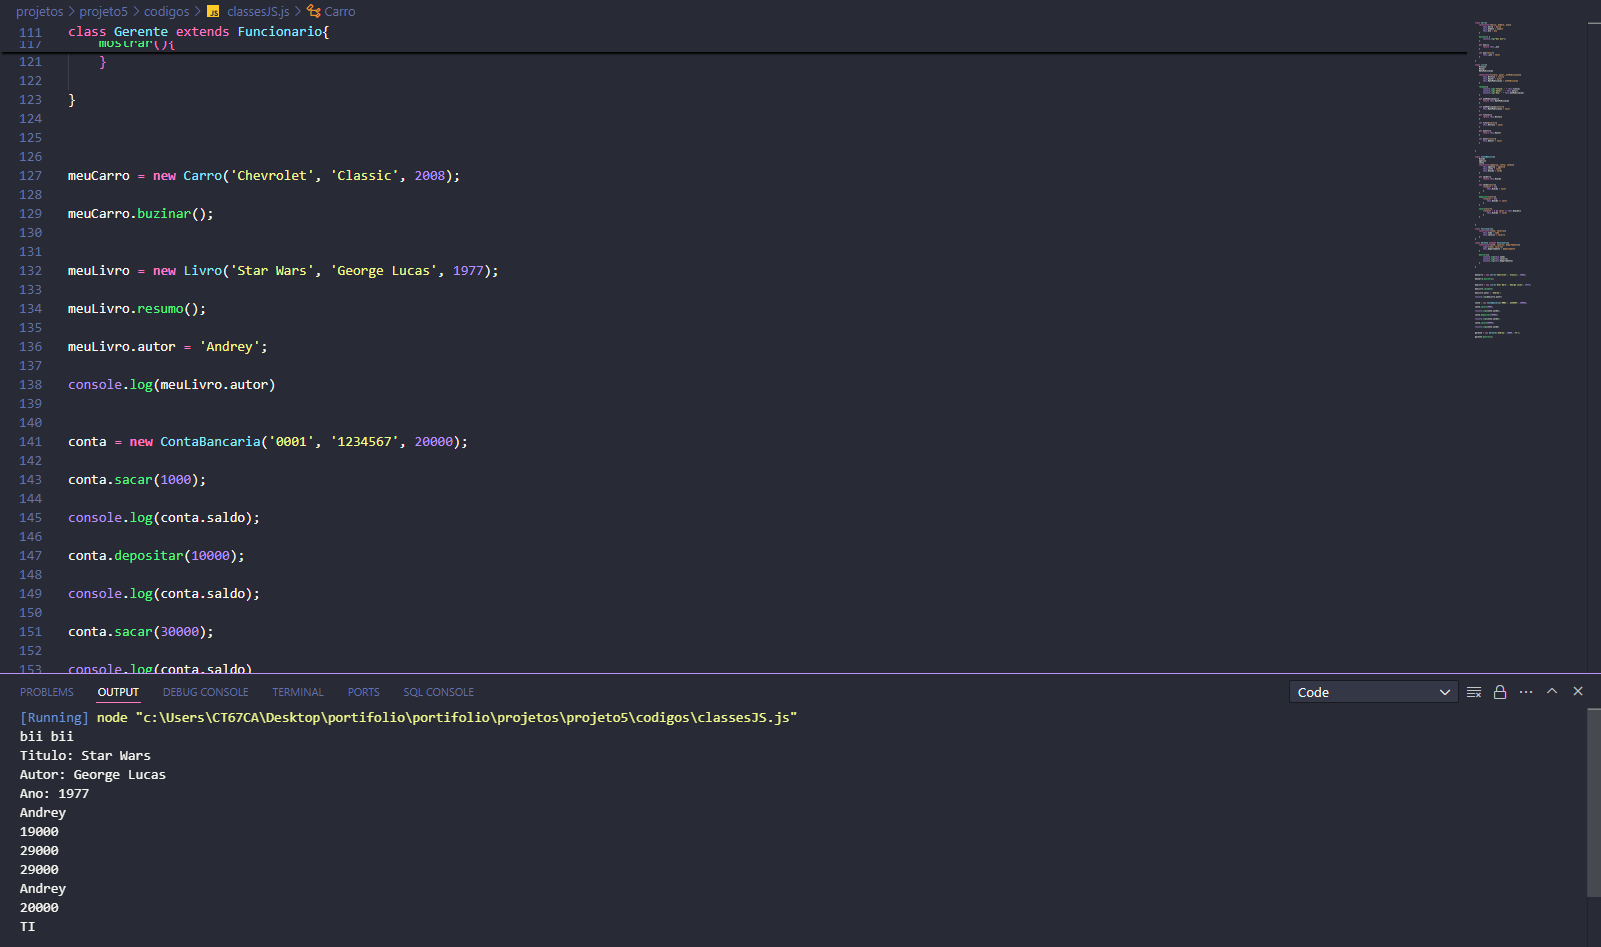 projetos > projeto5 > codigos > JS classesJS.js > Carro
111 class Gerente extends Funcionario{
117 mostrar(){
121 }
122
123 }
124
125
126
127 meuCarro = new Carro('Chevrolet', 'Classic', 2008);
128
129 meuCarro.buzinar();
130
131
132 meuLivro = new Livro('Star Wars', 'George Lucas', 1977);
133
134 meuLivro.resumo();
135
136 meuLivro.autor = 'Andrey';
137
138 console.log(meuLivro.autor)
139
140
141 conta = new ContaBancaria('0001', '1234567', 20000);
142
143 conta.sacar(1000);
144
145 console.log(conta.saldo);
146
147 conta.depositar(10000);
148
149 console.log(conta.saldo);
150
151 conta.sacar(30000);
152
153 console.log(conta.saldo)
PROBLEMS OUTPUT DEBUG CONSOLE TERMINAL PORTS SQL CONSOLE Code
[Running] node "c:\Users\CT67CA\Desktop\portifolio\portifolio\projetos\projeto5\codigos\classesJS.js"
bii bii
Titulo: Star Wars
Autor: George Lucas
Ano: 1977
Andrey
19000
29000
29000
Andrey
20000
TI